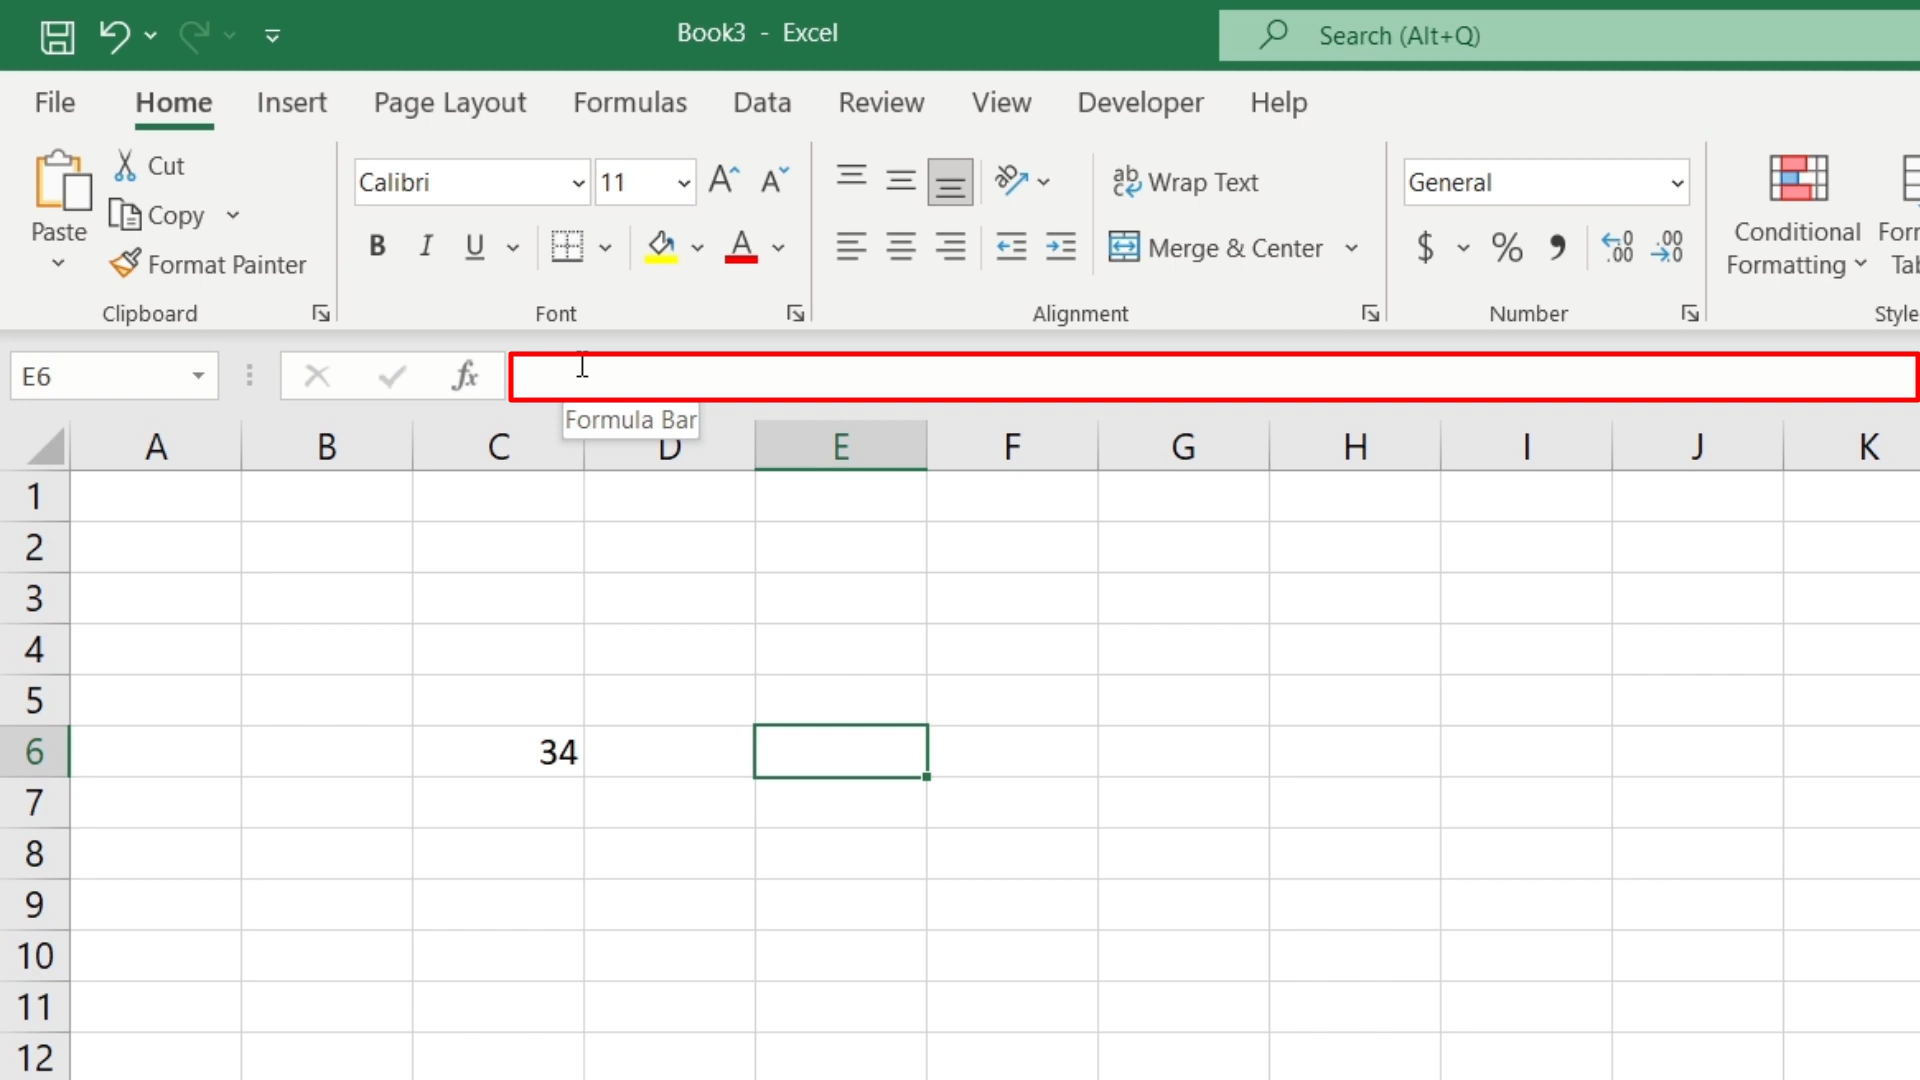 Book3 - Excel
Search (Alt+Q)
File Home Insert Page Layout Formulas Data Review View Developer Help
Paste
Cut
Copy
Format Painter
Clipboard
Calibri 11
B I U
Font
Wrap Text
Merge & Center
Alignment
General
$ % 9
Number
Conditional
Formatting
E6
fx
Formula Bar
A B C D E F G H I J K
1
2
3
4
5
6 34
7
8
9
10
11
12